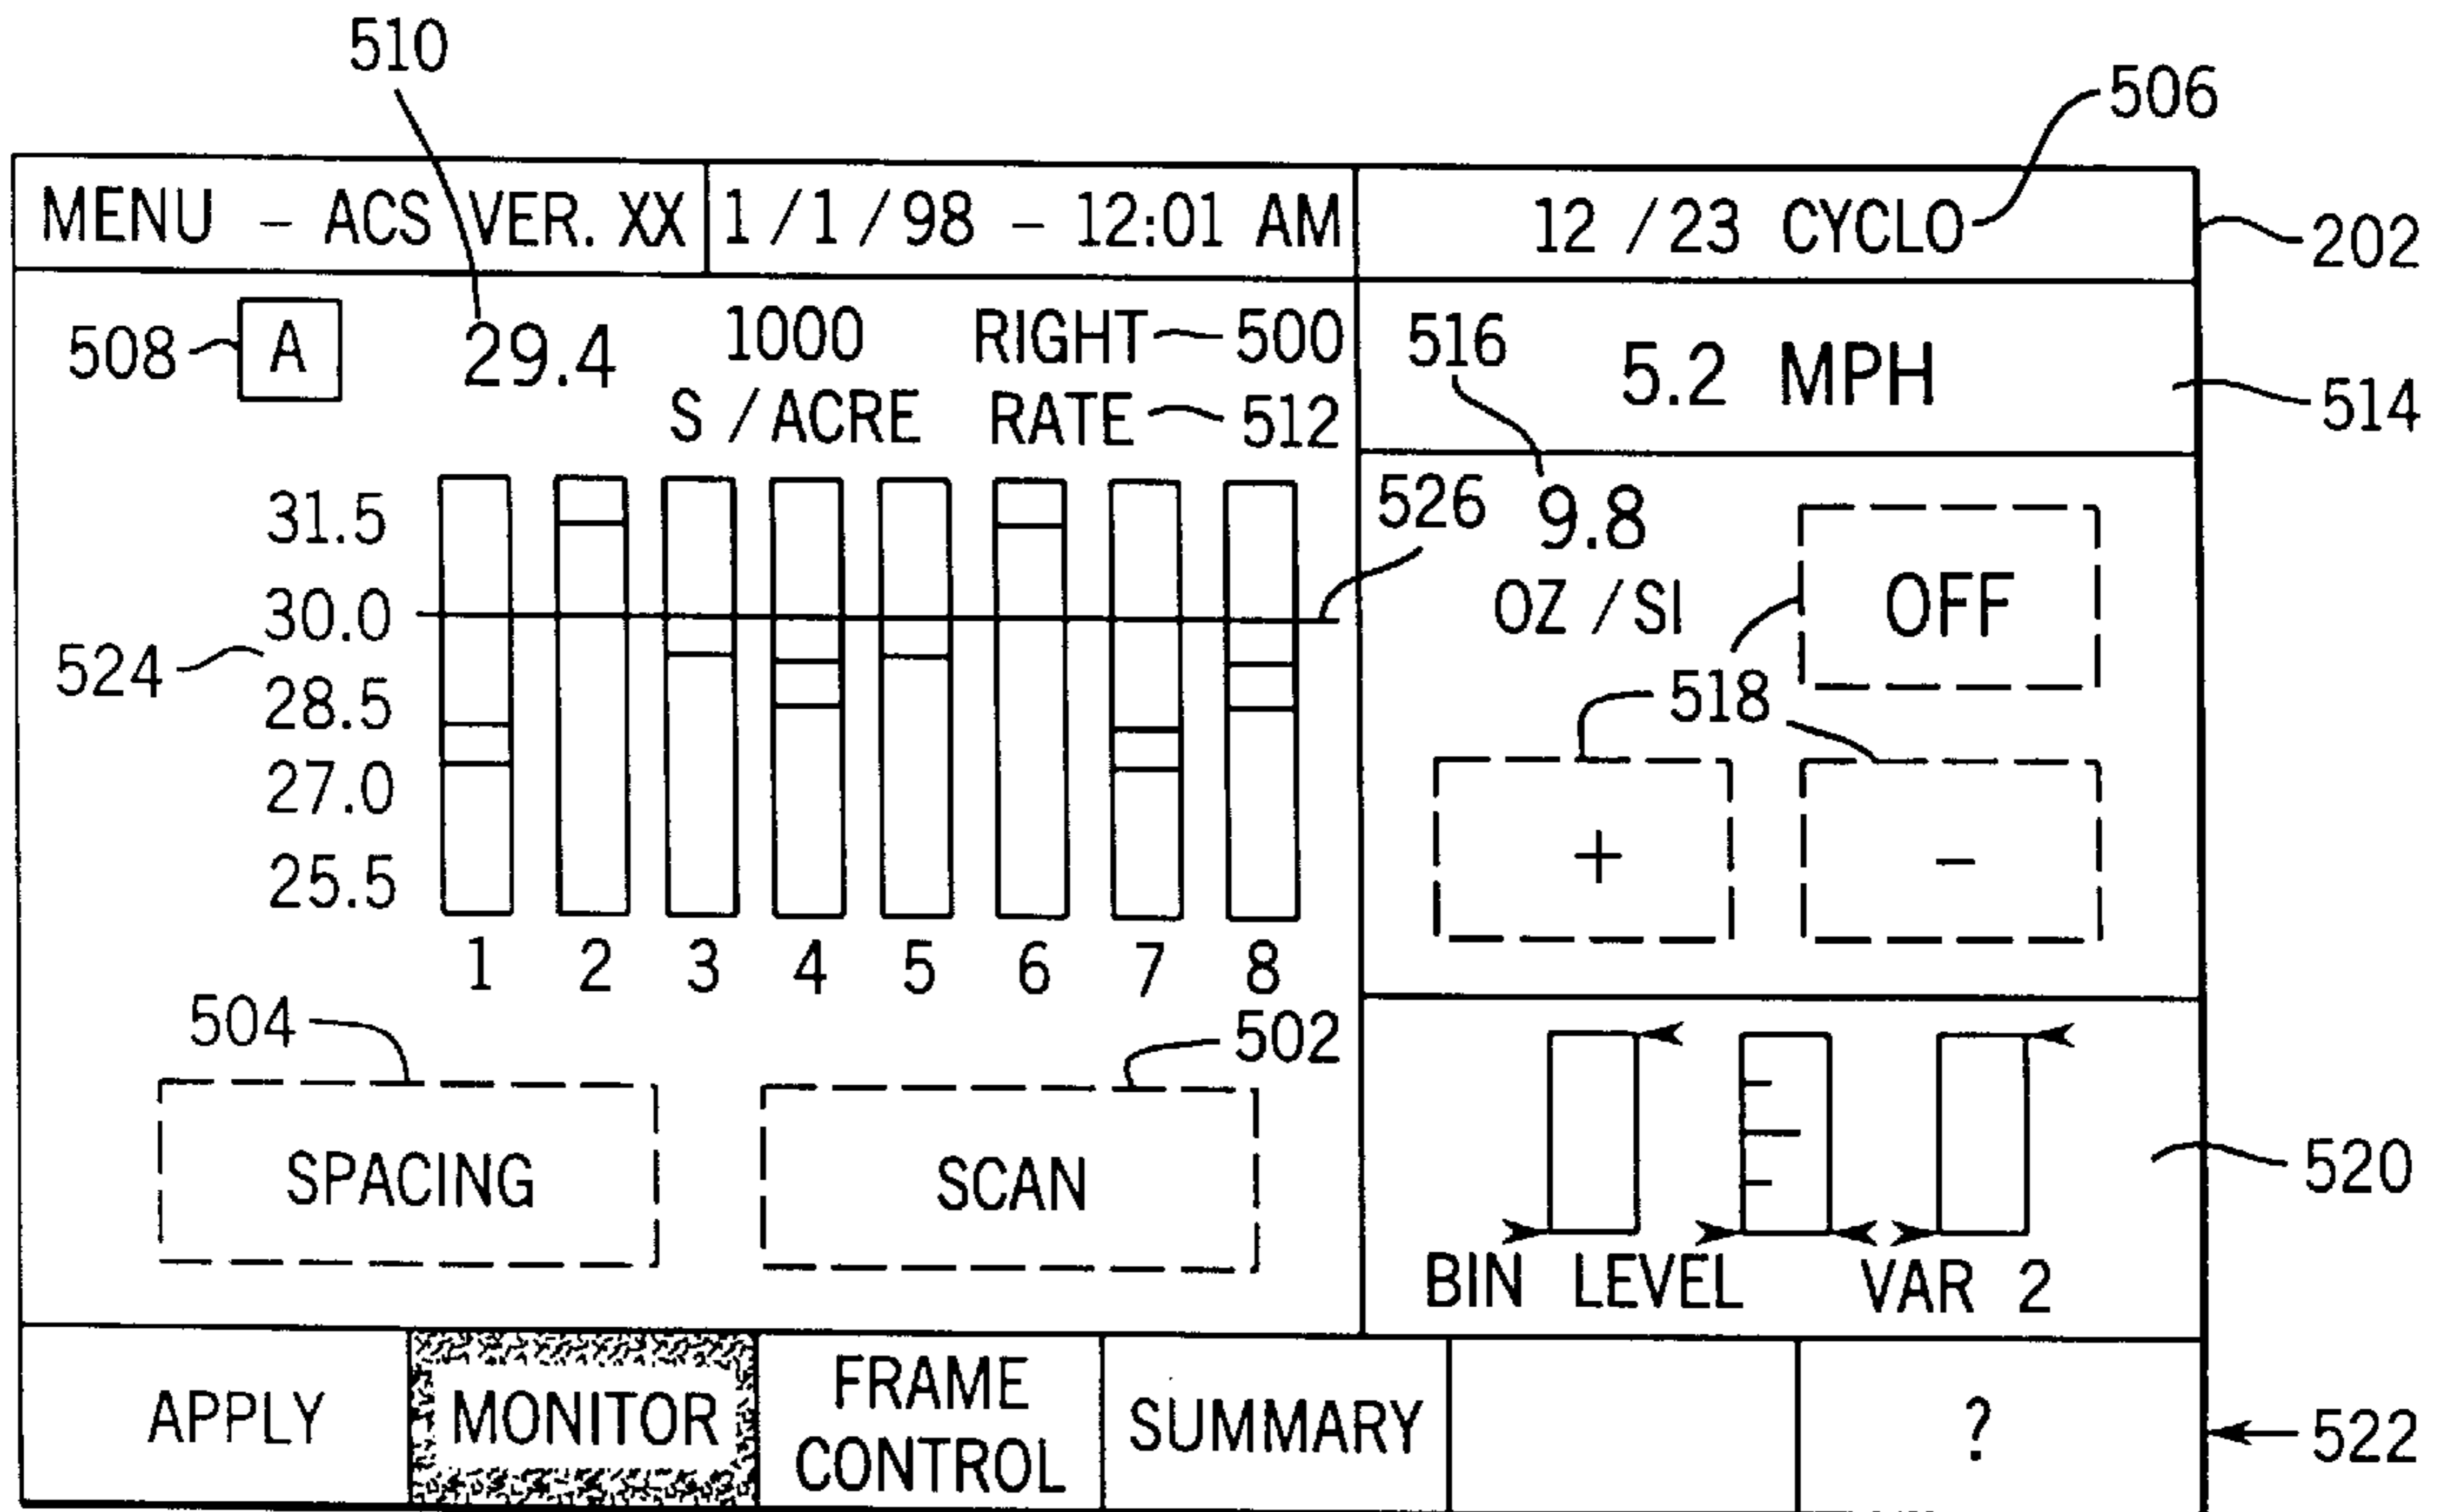 510
506
MENU – ACS VER. XX
1 / 1 / 98 – 12:01 AM
12 / 23 CYCLO
202
508
A
29.4
1000
S / ACRE
RIGHT
500
RATE
512
516
5.2 MPH
514
31.5
30.0
28.5
27.0
25.5
524
526
9.8
OZ / SI
OFF
518
+
-
1 2 3 4 5 6 7 8
504
502
SPACING
SCAN
520
BIN LEVEL
VAR 2
APPLY
MONITOR
FRAME
CONTROL
SUMMARY
?
522